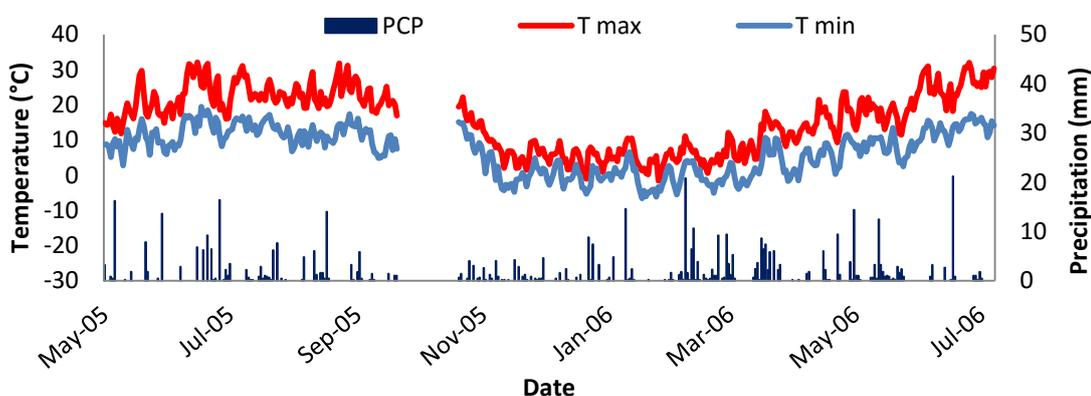 PCP T max T min
40
30
20
10
0
-10
-20
-30
Temperature (°C)
50
40
30
20
10
0
Precipitation (mm)
May-05 Jul-05 Sep-05 Nov-05 Jan-06 Mar-06 May-06 Jul-06
Date